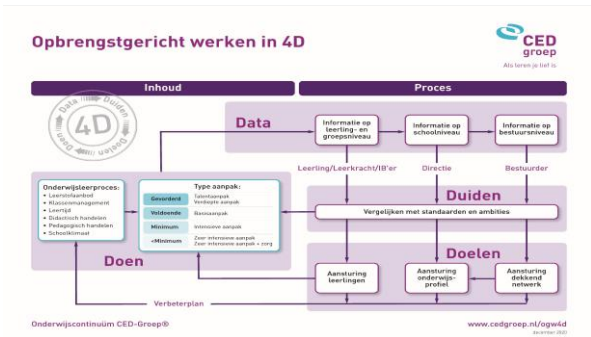 Opbrengstgericht werken in 4D
CED
groep
Als leren je lief is
Inhoud
Proces
Data
Duiden
Doelen
Doen
4D
Data
Informatie op
leerling- en
groepsniveau
Informatie op
schoolniveau
Informatie op
bestuursniveau
Leerling/Leerkracht/IB'er
Directie
Bestuurder
Onderwijsleerproces:
• Leerstofaanbod
• Klassenmanagement
• Leertijd
• Didactisch handelen
• Pedagogisch handelen
• Schoolklimaat
Type aanpak:
Gevorderd
Talentaanpak
Verdiepte aanpak
Voldoende
Basisaanpak
Minimum
Intensieve aanpak
<Minimum
Zeer intensieve aanpak
Zeer intensieve aanpak + zorg
Doen
Duiden
Vergelijken met standaarden en ambities
Doelen
Aansturing
leerlingen
Aansturing
onderwijs-
profiel
Aansturing
dekkend
netwerk
Verbeterplan
Onderwijscontinuüm CED-Groep®
www.cedgroep.nl/ogw4d
december 2020